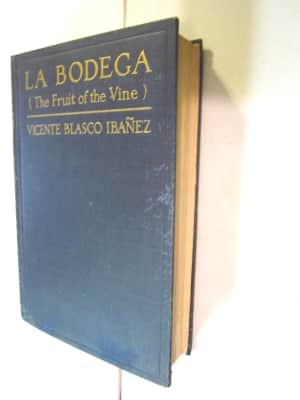 LA BODEGA
(The Fruit of the Vine)
VICENTE BLASCO IBAÑEZ